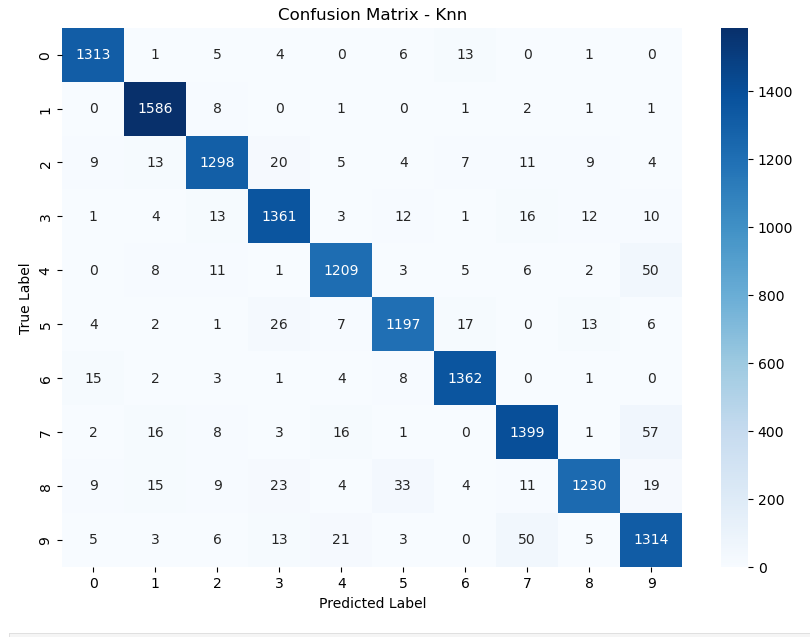 Confusion Matrix - Knn
0 1313 1 5 4 0 6 13 0 1 0
1 0 1586 8 0 1 0 1 2 1 1
2 9 13 1298 20 5 4 7 11 9 4
3 1 4 13 1361 3 12 1 16 12 10
4 0 8 11 1 1209 3 5 6 2 50
5 4 2 1 26 7 1197 17 0 13 6
6 15 2 3 1 4 8 1362 0 1 0
7 2 16 8 3 16 1 0 1399 1 57
8 9 15 9 23 4 33 4 11 1230 19
9 5 3 6 13 21 3 0 50 5 1314
0 1 2 3 4 5 6 7 8 9
Predicted Label
True Label
1400
1200
1000
800
600
400
200
0